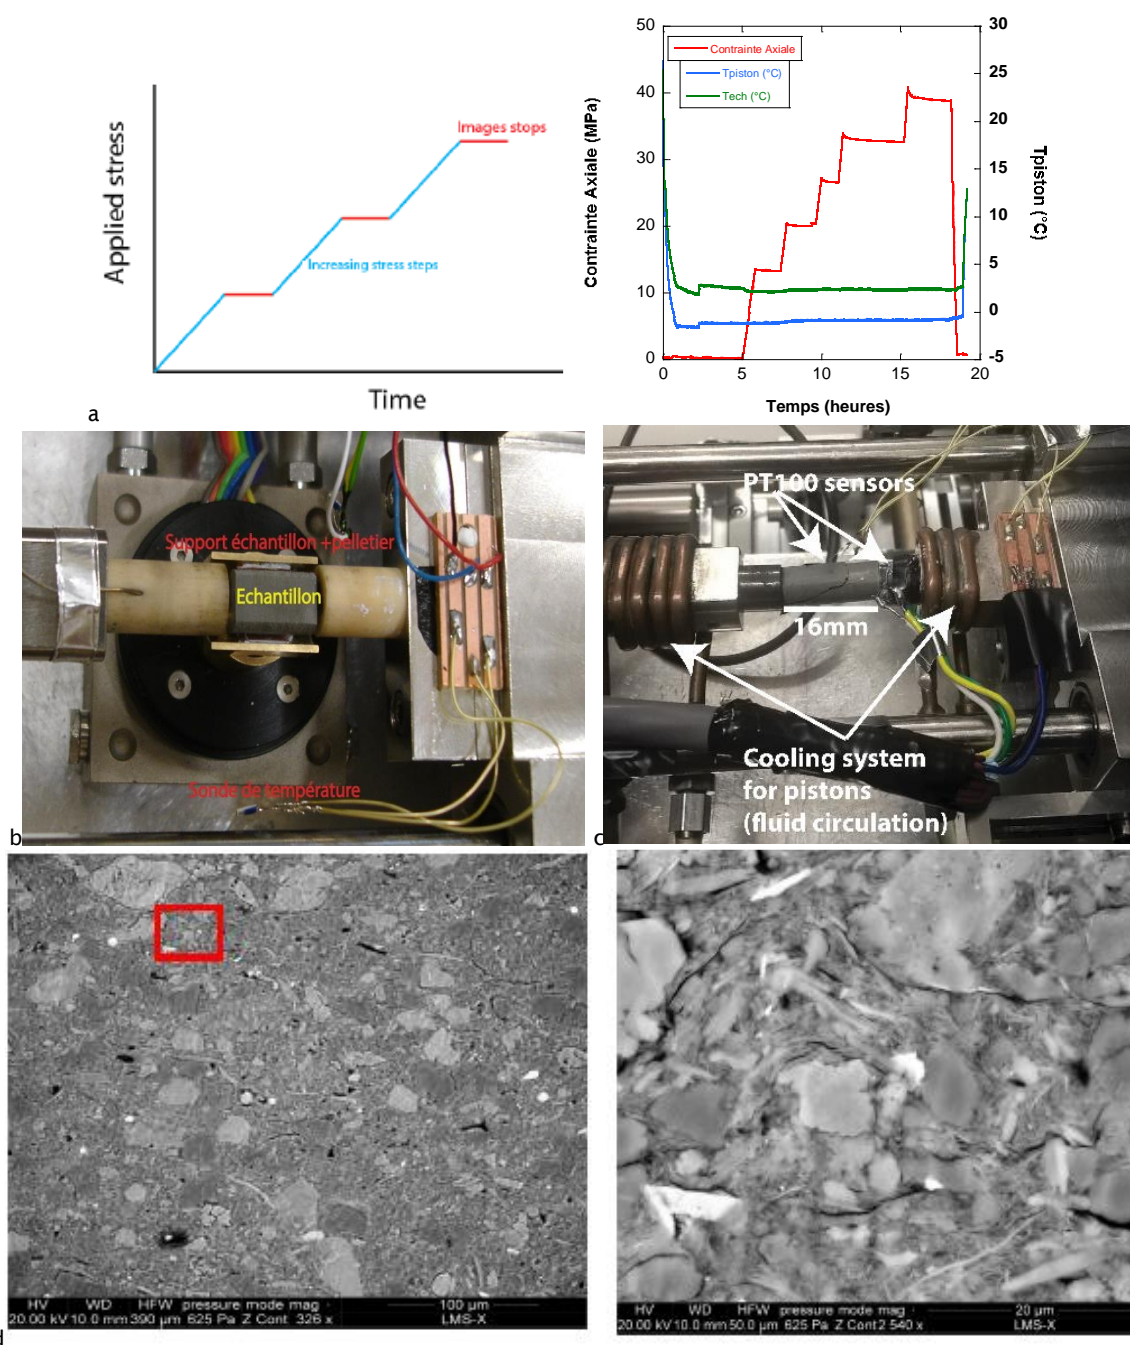 Applied stress
Images stops
Increasing stress steps
Time
a
50
40
30
20
10
0
Contrainte Axiale (MPa)
Contrainte Axiale
Tpiston (°C)
Tech (°C)
30
25
20
15
10
5
0
-5
Tpiston (°C)
0
5
10
15
20
Temps (heures)
Support échantillon +pelletier
Echantillon
Sonde de température
b
PT100 sensors
16mm
Cooling system
for pistons
(fluid circulation)
c
HV WD HFW pressure mode mag
20.00 kV 10.0 mm 390 µm 625 Pa Z Cont 326 x
100 µm
LMS-X
d
HV WD HFW pressure mode mag
20.00 kV 10.0 mm 50.0 µm 625 Pa Z Cont 2 540 x
20 µm
LMS-X